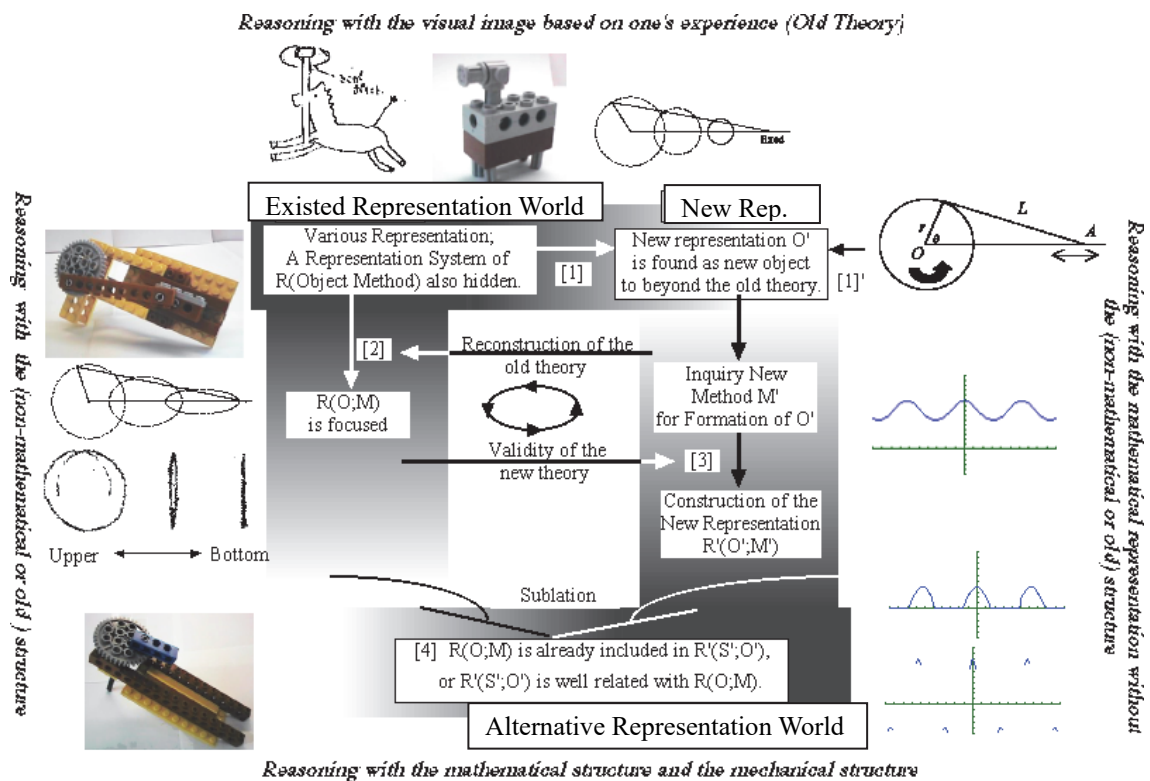 Reasoning with the visual image based on one's experience (Old Theory)
fixed
Existed Representation World
New Rep.
Various Representation;
A Representation System of
R(Object Method) also hidden.
[1]
New representation O'
is found as new object
to beyond the old theory.
[1]'
r
L
A
O
θ
Reasoning with the (non-mathematical or old) structure
Reasoning with the mathematical representation without
the (non-mathematical or old) structure
[2]
Reconstruction of the
old theory
R(O;M)
is focused
Inquiry New
Method M'
for Formation of O'
Validity of the
new theory
[3]
Construction of the
New Representation
R'(O';M')
Upper
Bottom
Sublation
[4] R(O;M) is already included in R'(S';O'),
or R'(S';O') is well related with R(O;M).
Alternative Representation World
Reasoning with the mathematical structure and the mechanical structure